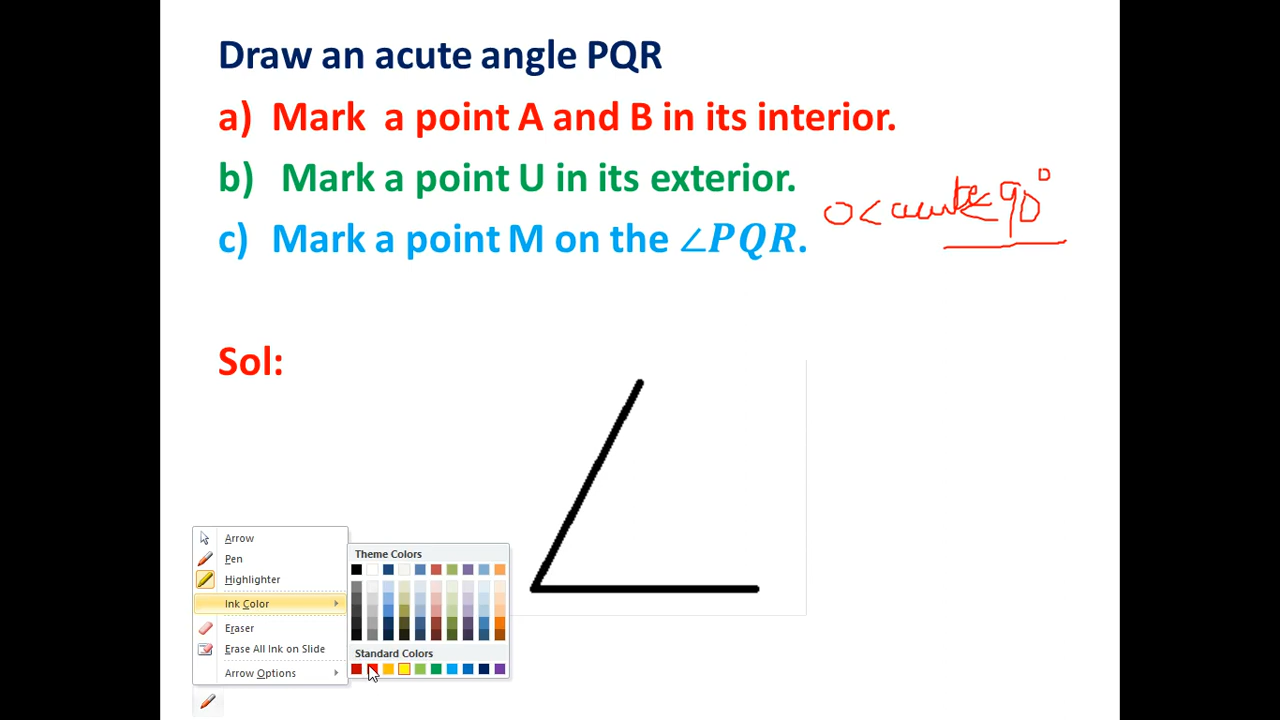 Draw an acute angle PQR
a) Mark a point A and B in its interior.
b) Mark a point U in its exterior.
0< acute< 90°
c) Mark a point M on the ∠PQR.
Sol:
Arrow
Pen
Highlighter
Ink Color
Eraser
Erase All Ink on Slide
Arrow Options
Theme Colors
Standard Colors